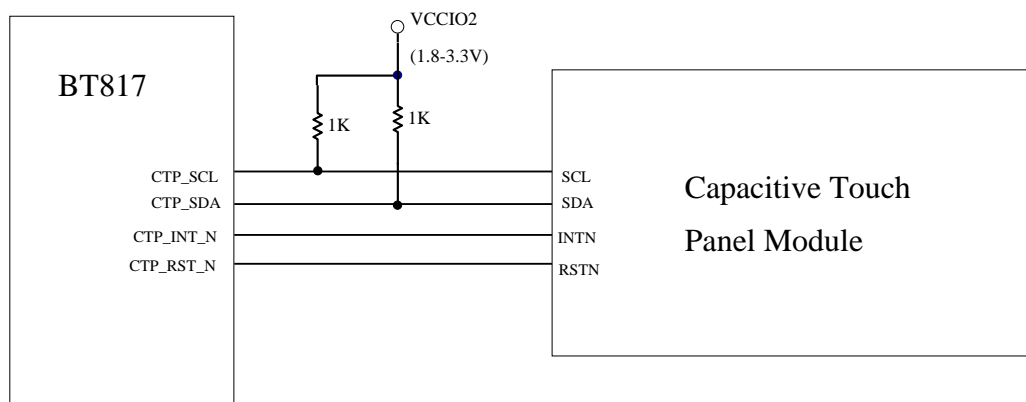 VCCIO2
(1.8-3.3V)
BT817
1K
1K
CTP_SCL
SCL
CTP_SDA
SDA
CTP_INT_N
INTN
CTP_RST_N
RSTN
Capacitive Touch
Panel Module